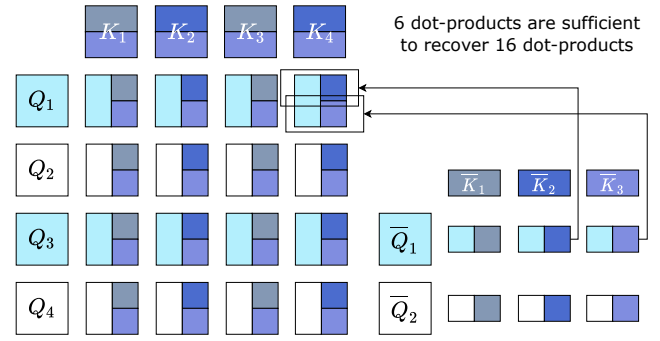 K₁ K₂ K₃ K₄
6 dot-products are sufficient
to recover 16 dot-products
Q₁
Q₂
K̅₁ K̅₂ K̅₃
Q₃
Q̅₁
Q₄
Q̅₂